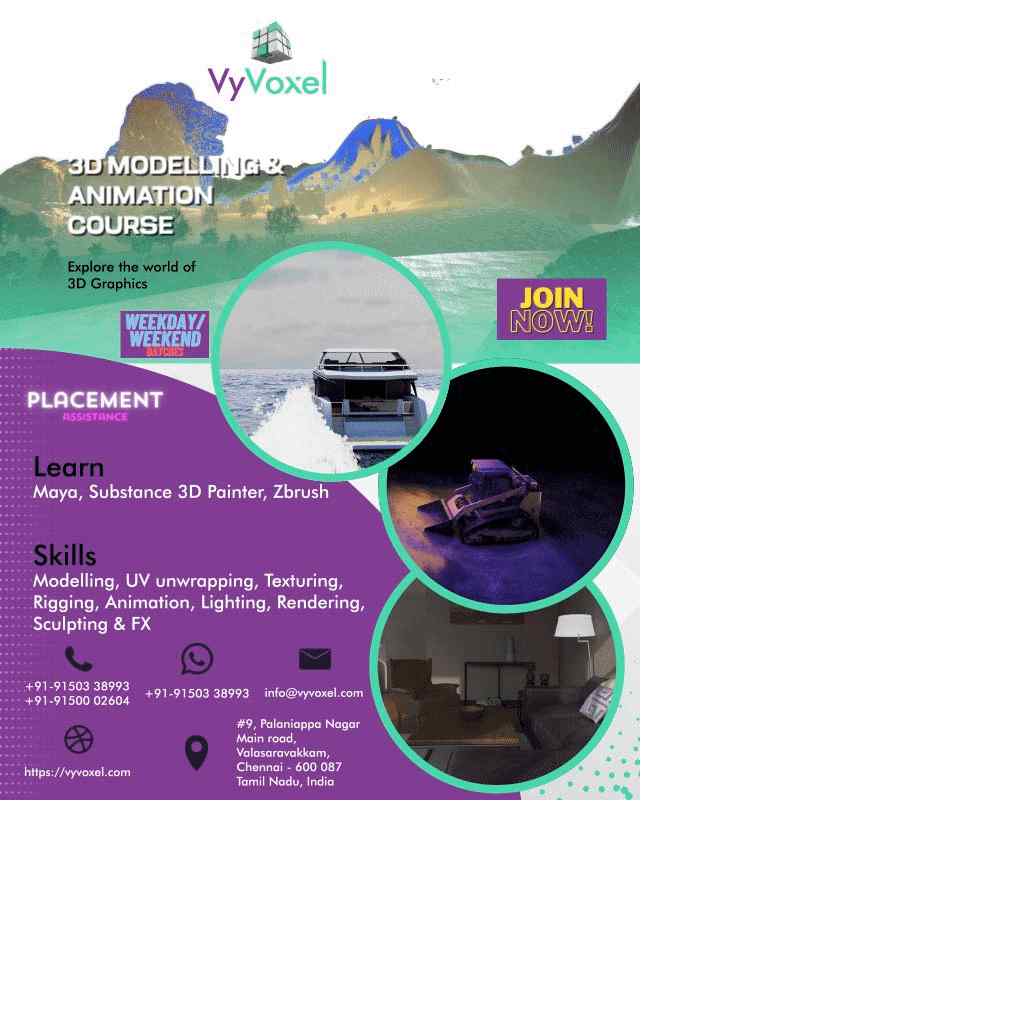 VyVoxel
3D MODELLING &
ANIMATION
COURSE
Explore the world of
3D Graphics
JOIN
NOW!
WEEKDAY/
WEEKEND
BATCHES
PLACEMENT
ASSISTANCE
Learn
Maya, Substance 3D Painter, Zbrush
Skills
Modelling, UV unwrapping, Texturing,
Rigging, Animation, Lighting, Rendering,
Sculpting & FX
+91-91503 38993
+91-91500 02604
+91-91503 38993
info@vyvoxel.com
https://vyvoxel.com
#9, Palaniappa Nagar
Main road,
Valasaravakkam,
Chennai - 600 087
Tamil Nadu, India